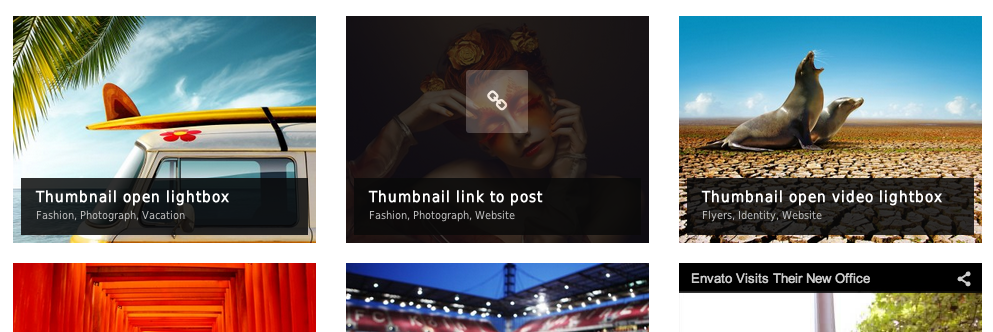 Thumbnail open lightbox
Fashion, Photograph, Vacation
Thumbnail link to post
Fashion, Photograph, Website
Thumbnail open video lightbox
Flyers, Identity, Website
Envato Visits Their New Office